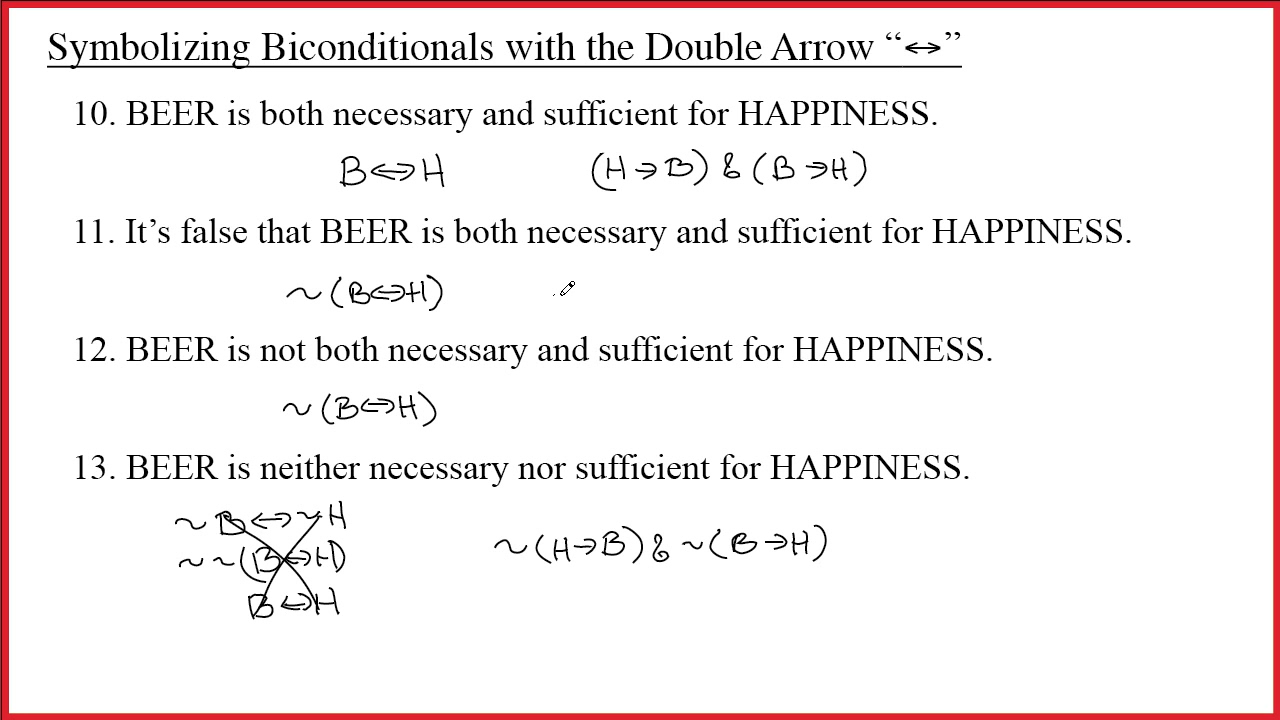 Symbolizing Biconditionals with the Double Arrow “↔”
10. BEER is both necessary and sufficient for HAPPINESS.
B↔H (H→B) & (B→H)
11. It’s false that BEER is both necessary and sufficient for HAPPINESS.
~(B↔H)
12. BEER is not both necessary and sufficient for HAPPINESS.
~(B↔H)
13. BEER is neither necessary nor sufficient for HAPPINESS.
~B↔~H
~~(B↔H)
B↔H
~(H→B) & ~(B→H)